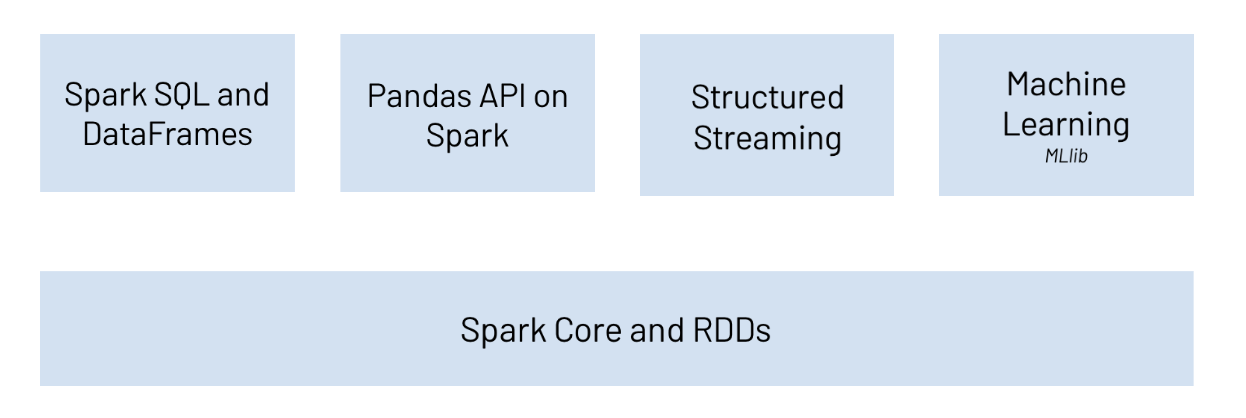 Spark SQL and
DataFrames
Pandas API on
Spark
Structured
Streaming
Machine
Learning
MLlib
Spark Core and RDDs